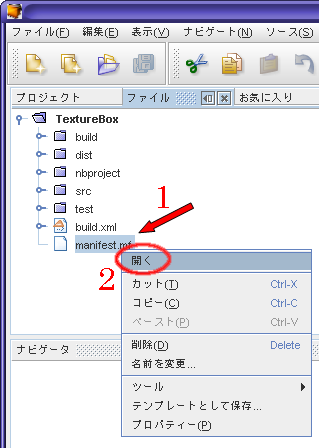 ファイル(F) 編集(E) 表示(V) ナビゲート(N) ソース(S)
プロジェクト ファイル お気に入り
TextureBox
build
dist
nbproject
src
test
build.xml
manifest.mf
1
2
開く
カット(T) Ctrl-X
コピー(C) Ctrl-C
ペースト(P) Ctrl-V
削除(D) Delete
名前を変更...
ツール
テンプレートとして保存...
プロパティー(P)
ナビゲータ